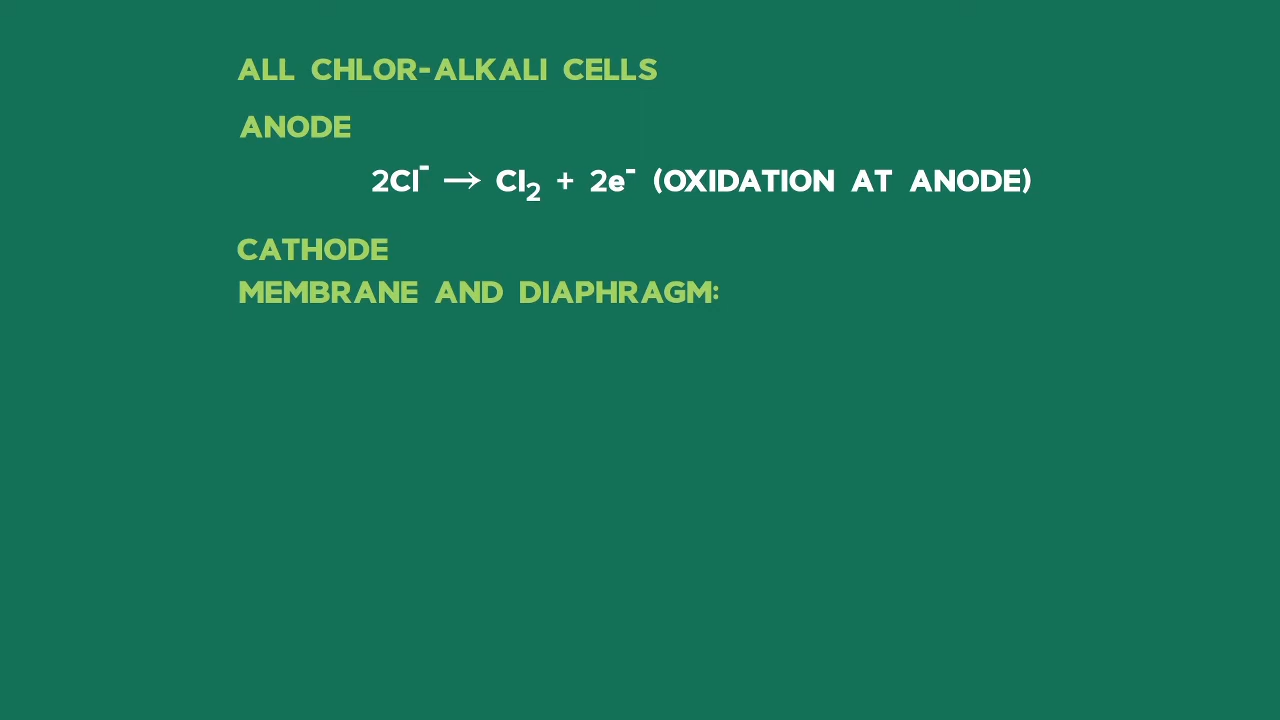 ALL CHLOR-ALKALI CELLS
ANODE
2Cl⁻ → Cl₂ + 2e⁻ (OXIDATION AT ANODE)
CATHODE
MEMBRANE AND DIAPHRAGM: